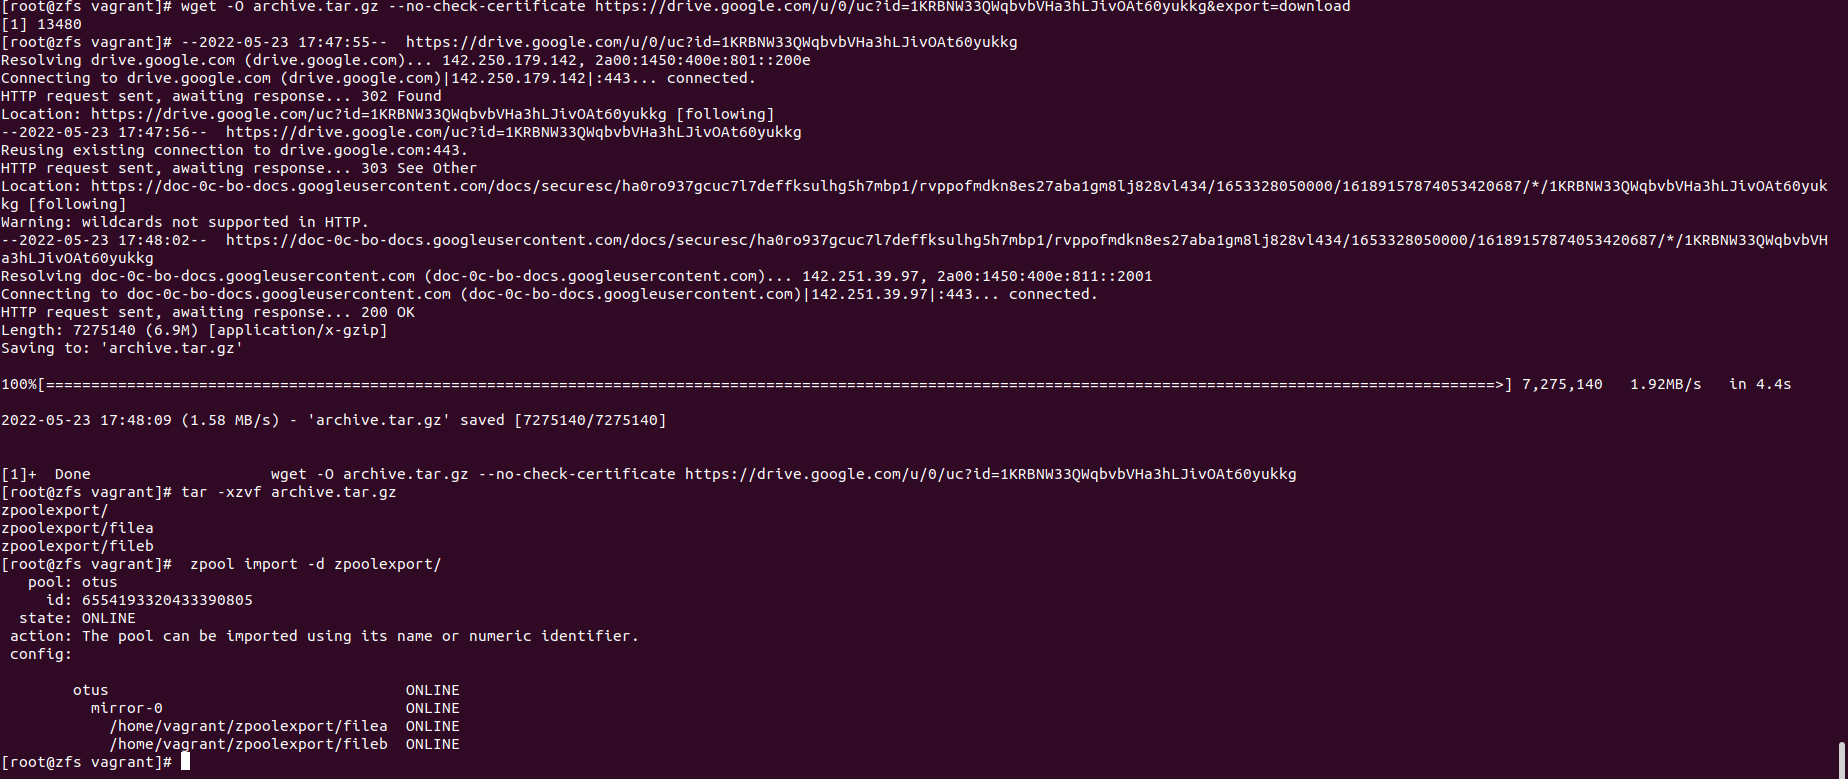 [root@zfs vagrant]# wget -O archive.tar.gz --no-check-certificate https://drive.google.com/u/0/uc?id=1KRBNW33QWqbvbVHa3hLJivOAt60yukkg&export=download
[1] 13480
[root@zfs vagrant]# --2022-05-23 17:47:55--  https://drive.google.com/u/0/uc?id=1KRBNW33QWqbvbVHa3hLJivOAt60yukkg
Resolving drive.google.com (drive.google.com)... 142.250.179.142, 2a00:1450:400e:801::200e
Connecting to drive.google.com (drive.google.com)|142.250.179.142|:443... connected.
HTTP request sent, awaiting response... 302 Found
Location: https://drive.google.com/uc?id=1KRBNW33QWqbvbVHa3hLJivOAt60yukkg [following]
--2022-05-23 17:47:56--  https://drive.google.com/uc?id=1KRBNW33QWqbvbVHa3hLJivOAt60yukkg
Reusing existing connection to drive.google.com:443.
HTTP request sent, awaiting response... 303 See Other
Location: https://doc-0c-bo-docs.googleusercontent.com/docs/securesc/ha0ro937gcuc7l7deffksulhg5h7mbp1/rvppofmdkn8es27aba1gm8lj828vl434/1653328050000/16189157874053420687/*/1KRBNW33QWqbvbVHa3hLJivOAt60yuk
kg [following]
Warning: wildcards not supported in HTTP.
--2022-05-23 17:48:02--  https://doc-0c-bo-docs.googleusercontent.com/docs/securesc/ha0ro937gcuc7l7deffksulhg5h7mbp1/rvppofmdkn8es27aba1gm8lj828vl434/1653328050000/16189157874053420687/*/1KRBNW33QWqbvbVH
a3hLJivOAt60yukkg
Resolving doc-0c-bo-docs.googleusercontent.com (doc-0c-bo-docs.googleusercontent.com)... 142.251.39.97, 2a00:1450:400e:811::2001
Connecting to doc-0c-bo-docs.googleusercontent.com (doc-0c-bo-docs.googleusercontent.com)|142.251.39.97|:443... connected.
HTTP request sent, awaiting response... 200 OK
Length: 7275140 (6.9M) [application/x-gzip]
Saving to: 'archive.tar.gz'
100%[=================================================================================================================================================================>] 7,275,140   1.92MB/s   in 4.4s
2022-05-23 17:48:09 (1.58 MB/s) - 'archive.tar.gz' saved [7275140/7275140]
[1]+  Done                    wget -O archive.tar.gz --no-check-certificate https://drive.google.com/u/0/uc?id=1KRBNW33QWqbvbVHa3hLJivOAt60yukkg
[root@zfs vagrant]# tar -xzvf archive.tar.gz
zpoolexport/
zpoolexport/filea
zpoolexport/fileb
[root@zfs vagrant]#  zpool import -d zpoolexport/
   pool: otus
     id: 6554193320433390805
  state: ONLINE
 action: The pool can be imported using its name or numeric identifier.
 config:
        otus                                 ONLINE
          mirror-0                           ONLINE
            /home/vagrant/zpoolexport/filea  ONLINE
            /home/vagrant/zpoolexport/fileb  ONLINE
[root@zfs vagrant]#